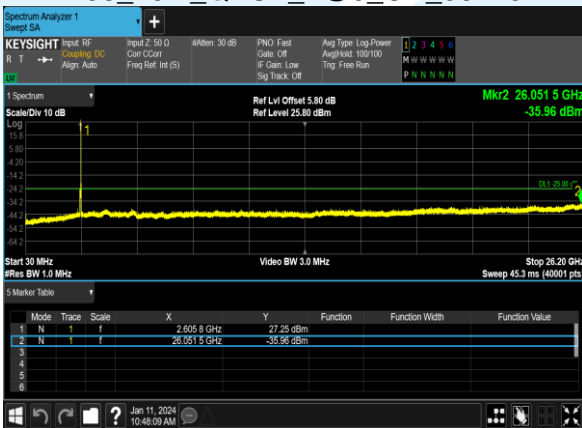 Spectrum Analyzer 1
Swept SA
+
KEYSIGHT Input: RF Input Z: 50 Ω #Atten: 30 dB PNO: Fast Avg Type: Log-Power 1 2 3 4 5 6
R T Coupling: DC Corr CCorr Gate: Off Avg|Hold: 100/100 M W W W W W
Align: Auto Freq Ref: Int (S) IF Gain: Low Trig: Free Run
LW Sig Track: Off P N N N N N
1 Spectrum Ref Lvl Offset 5.80 dB Mkr2 26.051 5 GHz
Scale/Div 10 dB Ref Level 25.80 dBm -35.96 dBm
Log
15.8 1
5.80
-4.20
-14.2
-24.2 DL1 -25.00
-34.2 2
-44.2
-54.2
-64.2
Start 30 MHz Video BW 3.0 MHz Stop 26.20 GHz
#Res BW 1.0 MHz Sweep 45.3 ms (40001 pts
5 Marker Table
Mode Trace Scale X Y Function Function Width Function Value
1 N 1 f 2.605 8 GHz 27.25 dBm
2 N 1 f 26.051 5 GHz -35.96 dBm
3
4
5
6
? Jan 11, 2024
10:48:09 AM